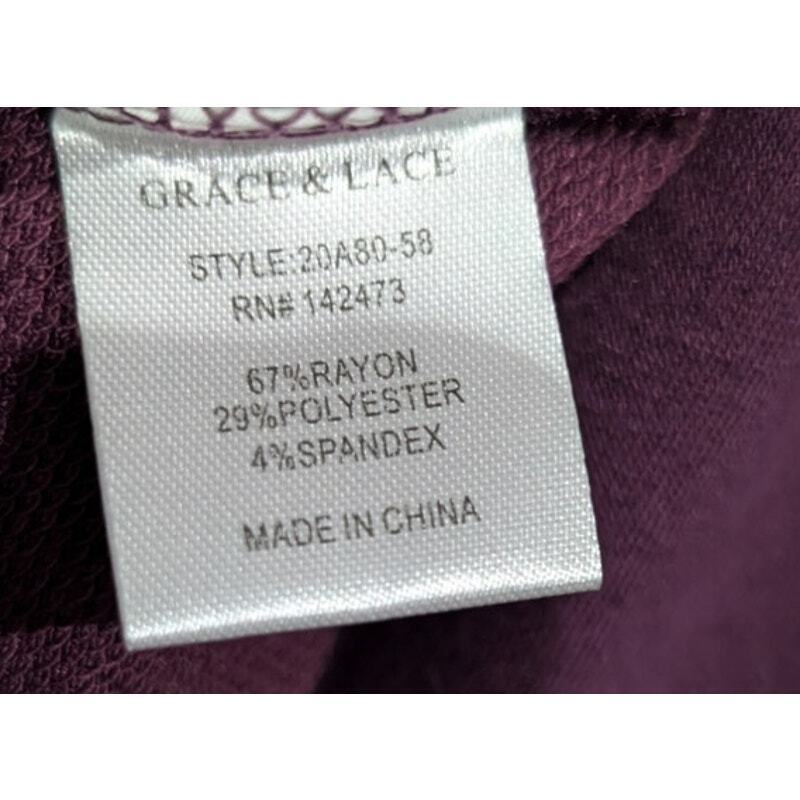 GRACE & LACE
STYLE:20A80-58
RN# 142473
67%RAYON
29%POLYESTER
4%SPANDEX
MADE IN CHINA